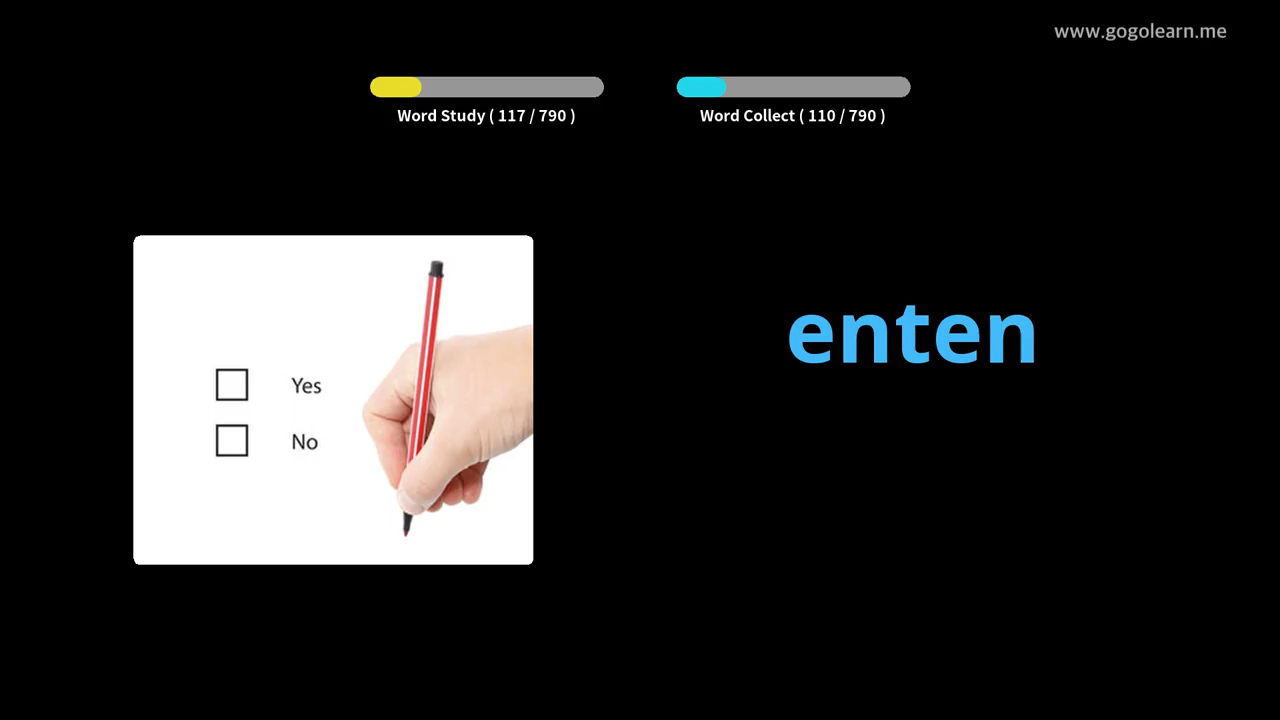 www.gogolearn.me
Word Study ( 117 / 790 )
Word Collect ( 110 / 790 )
enten
Yes
No